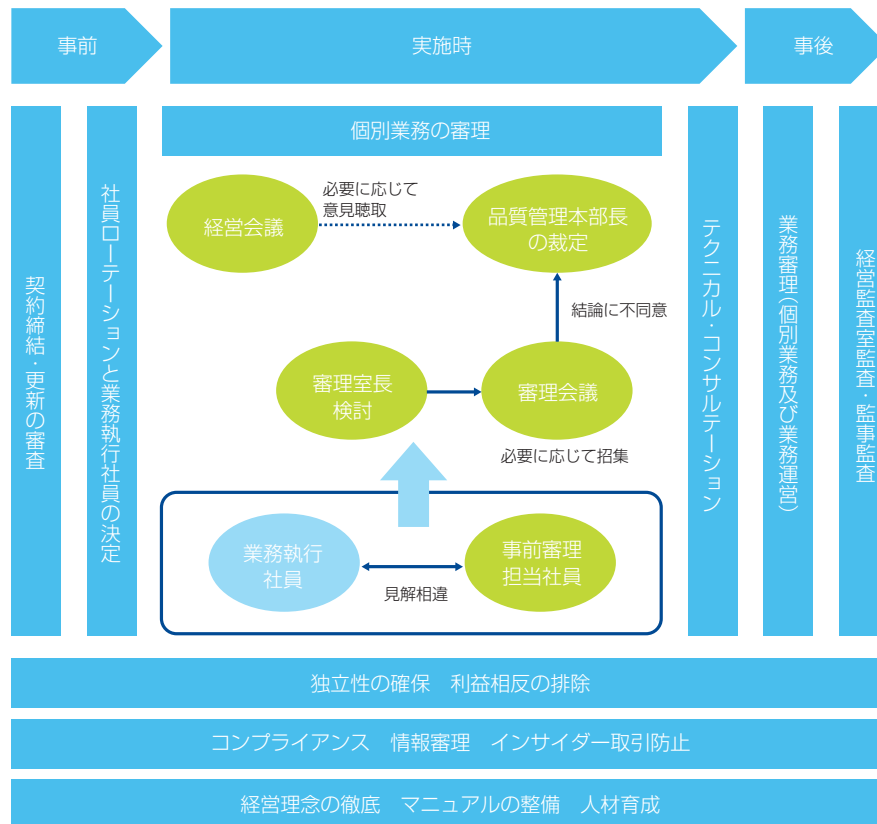 事前
実施時
事後
契約締結・更新の審査
社員ローテーションと業務執行社員の決定
個別業務の審理
経営会議
必要に応じて
意見聴取
品質管理本部長
の裁定
結論に不同意
審理室長
検討
審理会議
必要に応じて招集
業務執行
社員
見解相違
事前審理
担当社員
テクニカル・コンサルテーション
業務審理(個別業務及び業務運営)
経営監査室監査・監事監査
独立性の確保　利益相反の排除
コンプライアンス　情報審理　インサイダー取引防止
経営理念の徹底　マニュアルの整備　人材育成